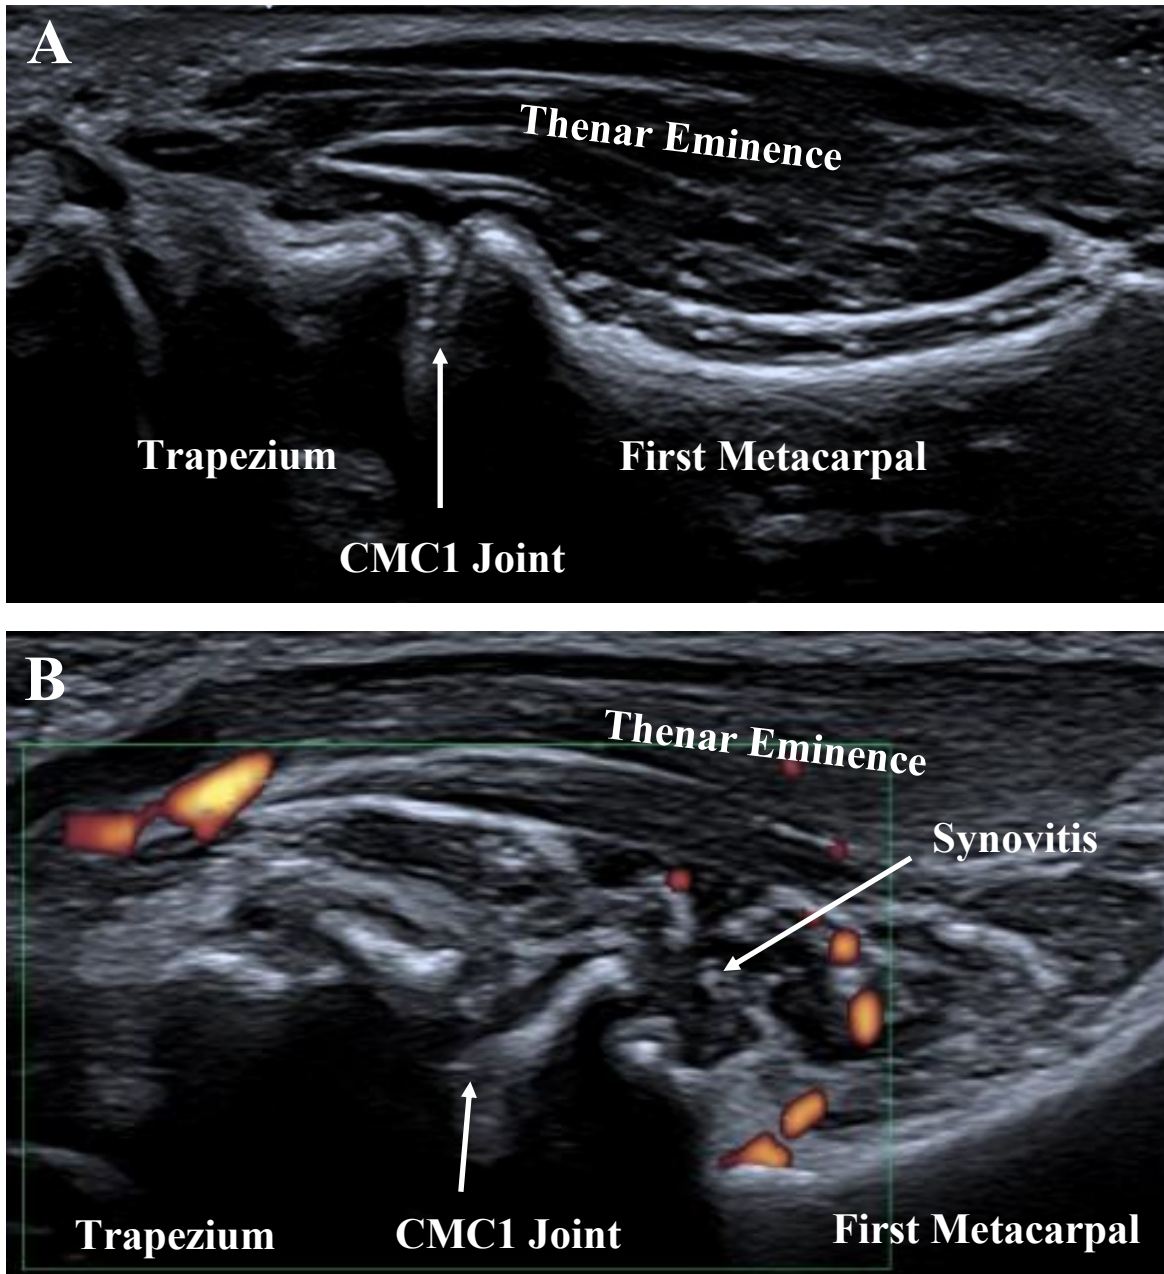 A
Thenar Eminence
Trapezium
First Metacarpal
CMC1 Joint
B
Thenar Eminence
Synovitis
Trapezium
CMC1 Joint
First Metacarpal